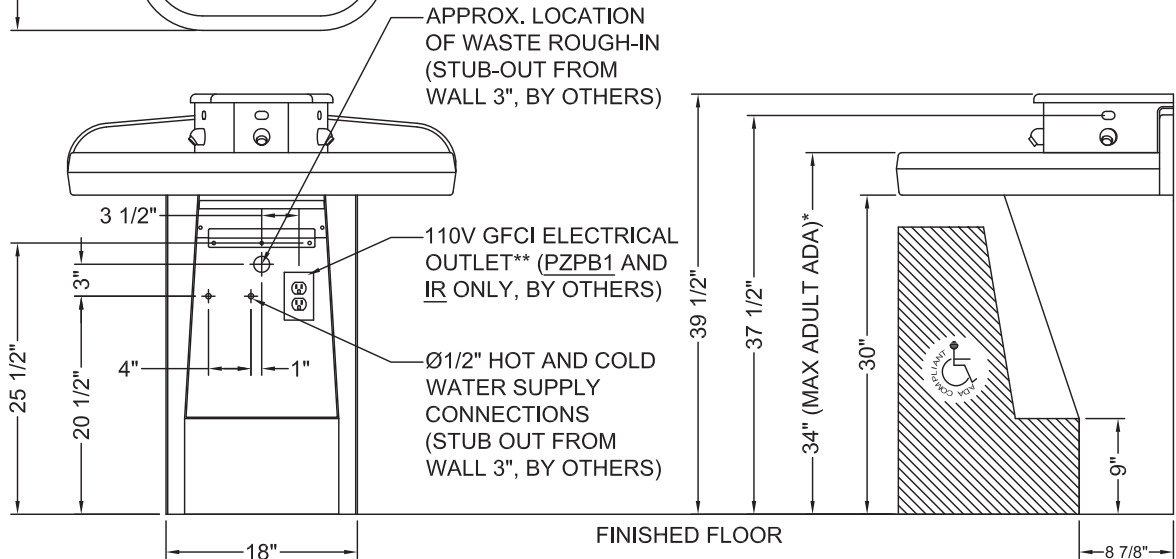 APPROX. LOCATION
OF WASTE ROUGH-IN
(STUB-OUT FROM
WALL 3", BY OTHERS)
3 1/2"
110V GFCI ELECTRICAL
OUTLET** (PZPB1 AND
IR ONLY, BY OTHERS)
3"
4"
1"
Ø1/2" HOT AND COLD
WATER SUPPLY
CONNECTIONS
(STUB OUT FROM
WALL 3", BY OTHERS)
25 1/2"
20 1/2"
18"
FINISHED FLOOR
39 1/2"
37 1/2"
34" (MAX ADULT ADA)*
30"
ADA COMPLIANT
9"
8 7/8"